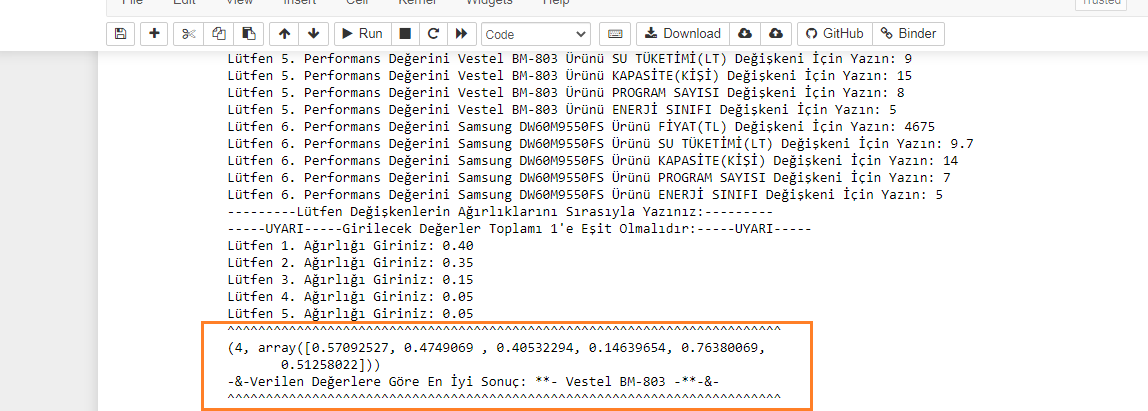 File Edit View Insert Cell Kernel Widgets Help Trusted
Run Code Download GitHub Binder
Lütfen 5. Performans Değerini Vestel BM-803 Ürünü SU TÜKETİMİ(LT) Değişkeni İçin Yazın: 9
Lütfen 5. Performans Değerini Vestel BM-803 Ürünü KAPASİTE(KİŞİ) Değişkeni İçin Yazın: 15
Lütfen 5. Performans Değerini Vestel BM-803 Ürünü PROGRAM SAYISI Değişkeni İçin Yazın: 8
Lütfen 5. Performans Değerini Vestel BM-803 Ürünü ENERJİ SINIFI Değişkeni İçin Yazın: 5
Lütfen 6. Performans Değerini Samsung DW60M9550FS Ürünü FİYAT(TL) Değişkeni İçin Yazın: 4675
Lütfen 6. Performans Değerini Samsung DW60M9550FS Ürünü SU TÜKETİMİ(LT) Değişkeni İçin Yazın: 9.7
Lütfen 6. Performans Değerini Samsung DW60M9550FS Ürünü KAPASİTE(KİŞİ) Değişkeni İçin Yazın: 14
Lütfen 6. Performans Değerini Samsung DW60M9550FS Ürünü PROGRAM SAYISI Değişkeni İçin Yazın: 7
Lütfen 6. Performans Değerini Samsung DW60M9550FS Ürünü ENERJİ SINIFI Değişkeni İçin Yazın: 5
---------Lütfen Değişkenlerin Ağırlıklarını Sırasıyla Yazınız:---------
-----UYARI-----Girilecek Değerler Toplamı 1'e Eşit Olmalıdır:-----UYARI-----
Lütfen 1. Ağırlığı Giriniz: 0.40
Lütfen 2. Ağırlığı Giriniz: 0.35
Lütfen 3. Ağırlığı Giriniz: 0.15
Lütfen 4. Ağırlığı Giriniz: 0.05
Lütfen 5. Ağırlığı Giriniz: 0.05
^^^^^^^^^^^^^^^^^^^^^^^^^^^^^^^^^^^^^^^^^^^^^^^^^^^^^^^^^^^^^^^^^^^^^^^^
(4, array([0.57092527, 0.4749069 , 0.40532294, 0.14639654, 0.76380069,
0.51258022]))
-&-Verilen Değerlere Göre En İyi Sonuç: **- Vestel BM-803 -**-&-
^^^^^^^^^^^^^^^^^^^^^^^^^^^^^^^^^^^^^^^^^^^^^^^^^^^^^^^^^^^^^^^^^^^^^^^^